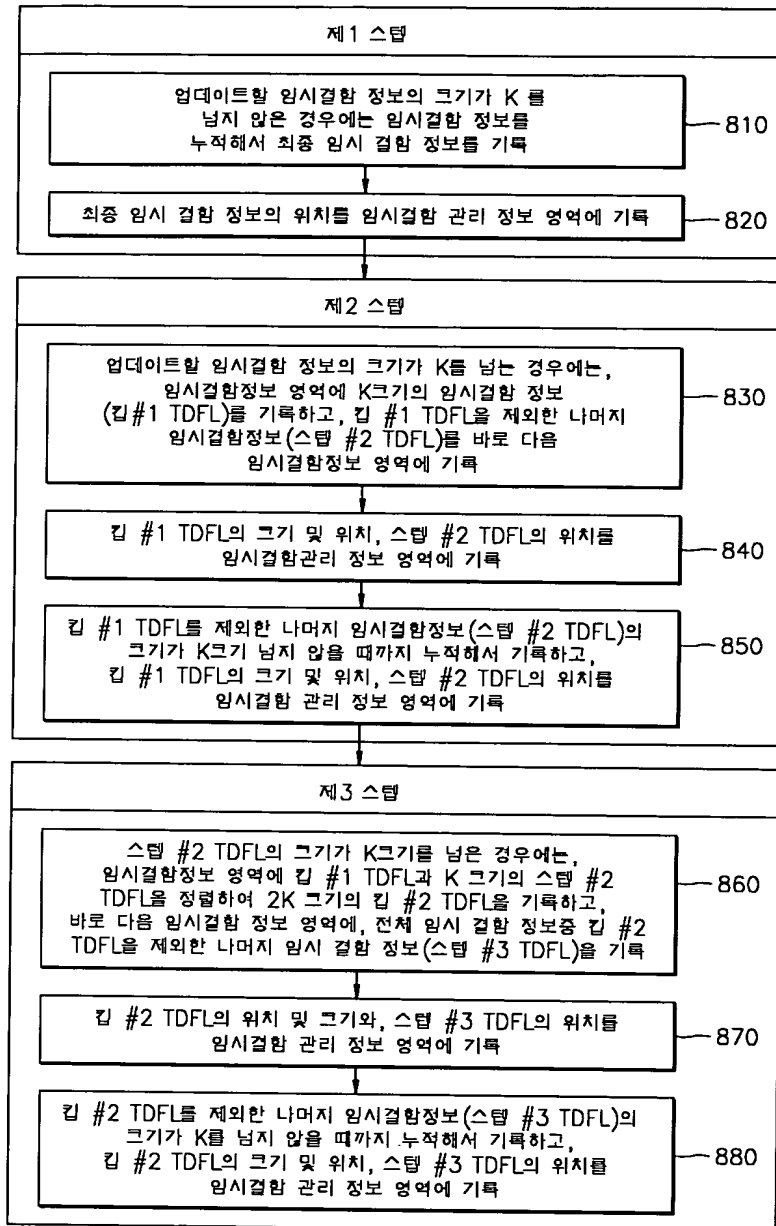 제1 스텝
업데이트할 임시결함 정보의 크기가 K 를
넘지 않은 경우에는 임시결함 정보를
누적해서 최종 임시 결함 정보를 기록
810
최종 임시 결함 정보의 위치를 임시결함 관리 정보 영역에 기록
820
제2 스텝
업데이트할 임시결함 정보의 크기가 K를 넘는 경우에는,
임시결함정보 영역에 K크기의 임시결함 정보
(킵#1 TDFL)를 기록하고, 킵 #1 TDFL을 제외한 나머지
임시결함정보(스텝 #2 TDFL)를 바로 다음
임시결함정보 영역에 기록
830
킵 #1 TDFL의 크기 및 위치, 스텝 #2 TDFL의 위치를
임시결함관리 정보 영역에 기록
840
킵 #1 TDFL를 제외한 나머지 임시결함정보(스텝 #2 TDFL)의
크기가 K크기 넘지 않을 때까지 누적해서 기록하고,
킵 #1 TDFL의 크기 및 위치, 스텝 #2 TDFL의 위치를
임시결함 관리 정보 영역에 기록
850
제3 스텝
스텝 #2 TDFL의 크기가 K크기를 넘은 경우에는,
임시결함정보 영역에 킵 #1 TDFL과 K 크기의 스텝 #2
TDFL을 정렬하여 2K 크기의 킵 #2 TDFL을 기록하고,
바로 다음 임시결함 정보 영역에, 전체 임시 결함 정보중 킵 #2
TDFL을 제외한 나머지 임시 결함 정보(스텝 #3 TDFL)을 기록
860
킵 #2 TDFL의 위치 및 크기와, 스텝 #3 TDFL의 위치를
임시결함 관리 정보 영역에 기록
870
킵 #2 TDFL를 제외한 나머지 임시결함정보(스텝 #3 TDFL)의
크기가 K를 넘지 않을 때까지 누적해서 기록하고,
킵 #2 TDFL의 크기 및 위치, 스텝 #3 TDFL의 위치를
임시결함 관리 정보 영역에 기록
880